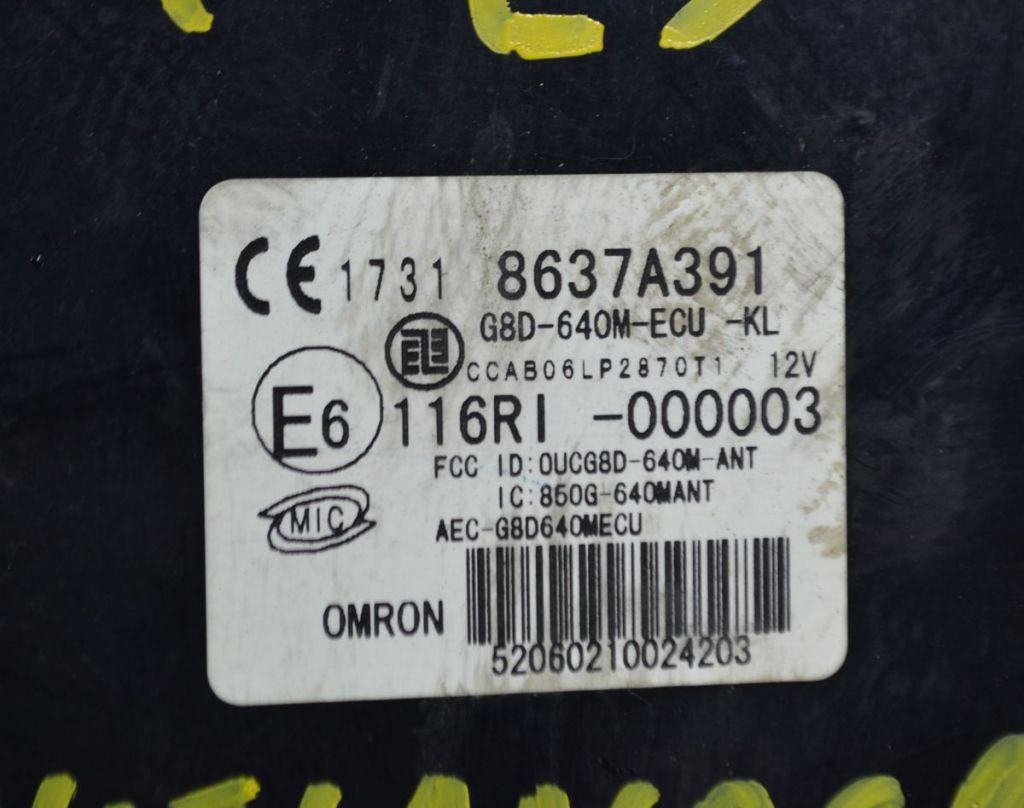 CE 1731 8637A391
G8D-640M-ECU -KL
CCAB06LP2870T1 12V
E6 116RI -000003
FCC ID:OUCG8D-640M-ANT
IC:850G-640MANT
MIC
AEC-G8D640MECU
OMRON
52060210024203